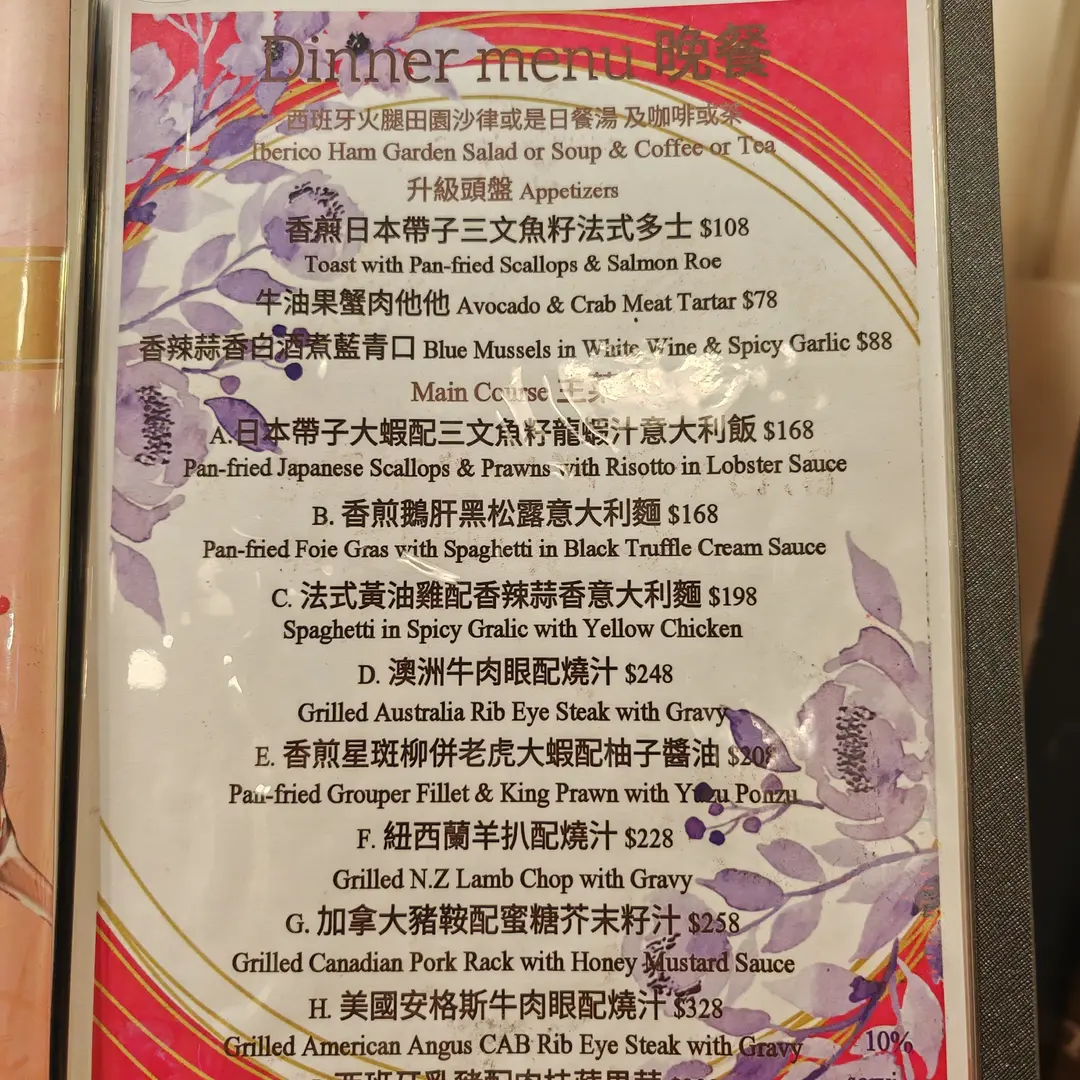 Dinner menu 晚餐
西班牙火腿田園沙律或是日餐湯 及咖啡或茶
Iberico Ham Garden Salad or Soup & Coffee or Tea
升級頭盤 Appetizers
香煎日本帶子三文魚籽法式多士 $108
Toast with Pan-fried Scallops & Salmon Roe
牛油果蟹肉他他 Avocado & Crab Meat Tartar $78
香辣蒜香白酒煮藍青口 Blue Mussels in White Wine & Spicy Garlic $88
Main Course 主菜
A.日本帶子大蝦配三文魚籽龍蝦汁意大利飯 $168
Pan-fried Japanese Scallops & Prawns with Risotto in Lobster Sauce
B. 香煎鵝肝黑松露意大利麵 $168
Pan-fried Foie Gras with Spaghetti in Black Truffle Cream Sauce
C. 法式黃油雞配香辣蒜香意大利麵 $198
Spaghetti in Spicy Gralic with Yellow Chicken
D. 澳洲牛肉眼配燒汁 $248
Grilled Australia Rib Eye Steak with Gravy
E. 香煎星斑柳併老虎大蝦配柚子醬油
Pan-fried Grouper Fillet & King Prawn with Yuzu Ponzu
F. 紐西蘭羊扒配燒汁 $228
Grilled N.Z Lamb Chop with Gravy
G. 加拿大豬鞍配蜜糖芥末籽汁 $258
Grilled Canadian Pork Rack with Honey Mustard Sauce
H. 美國安格斯牛肉眼配燒汁 $328
Grilled American Angus CAB Rib Eye Steak with Gravy
10%